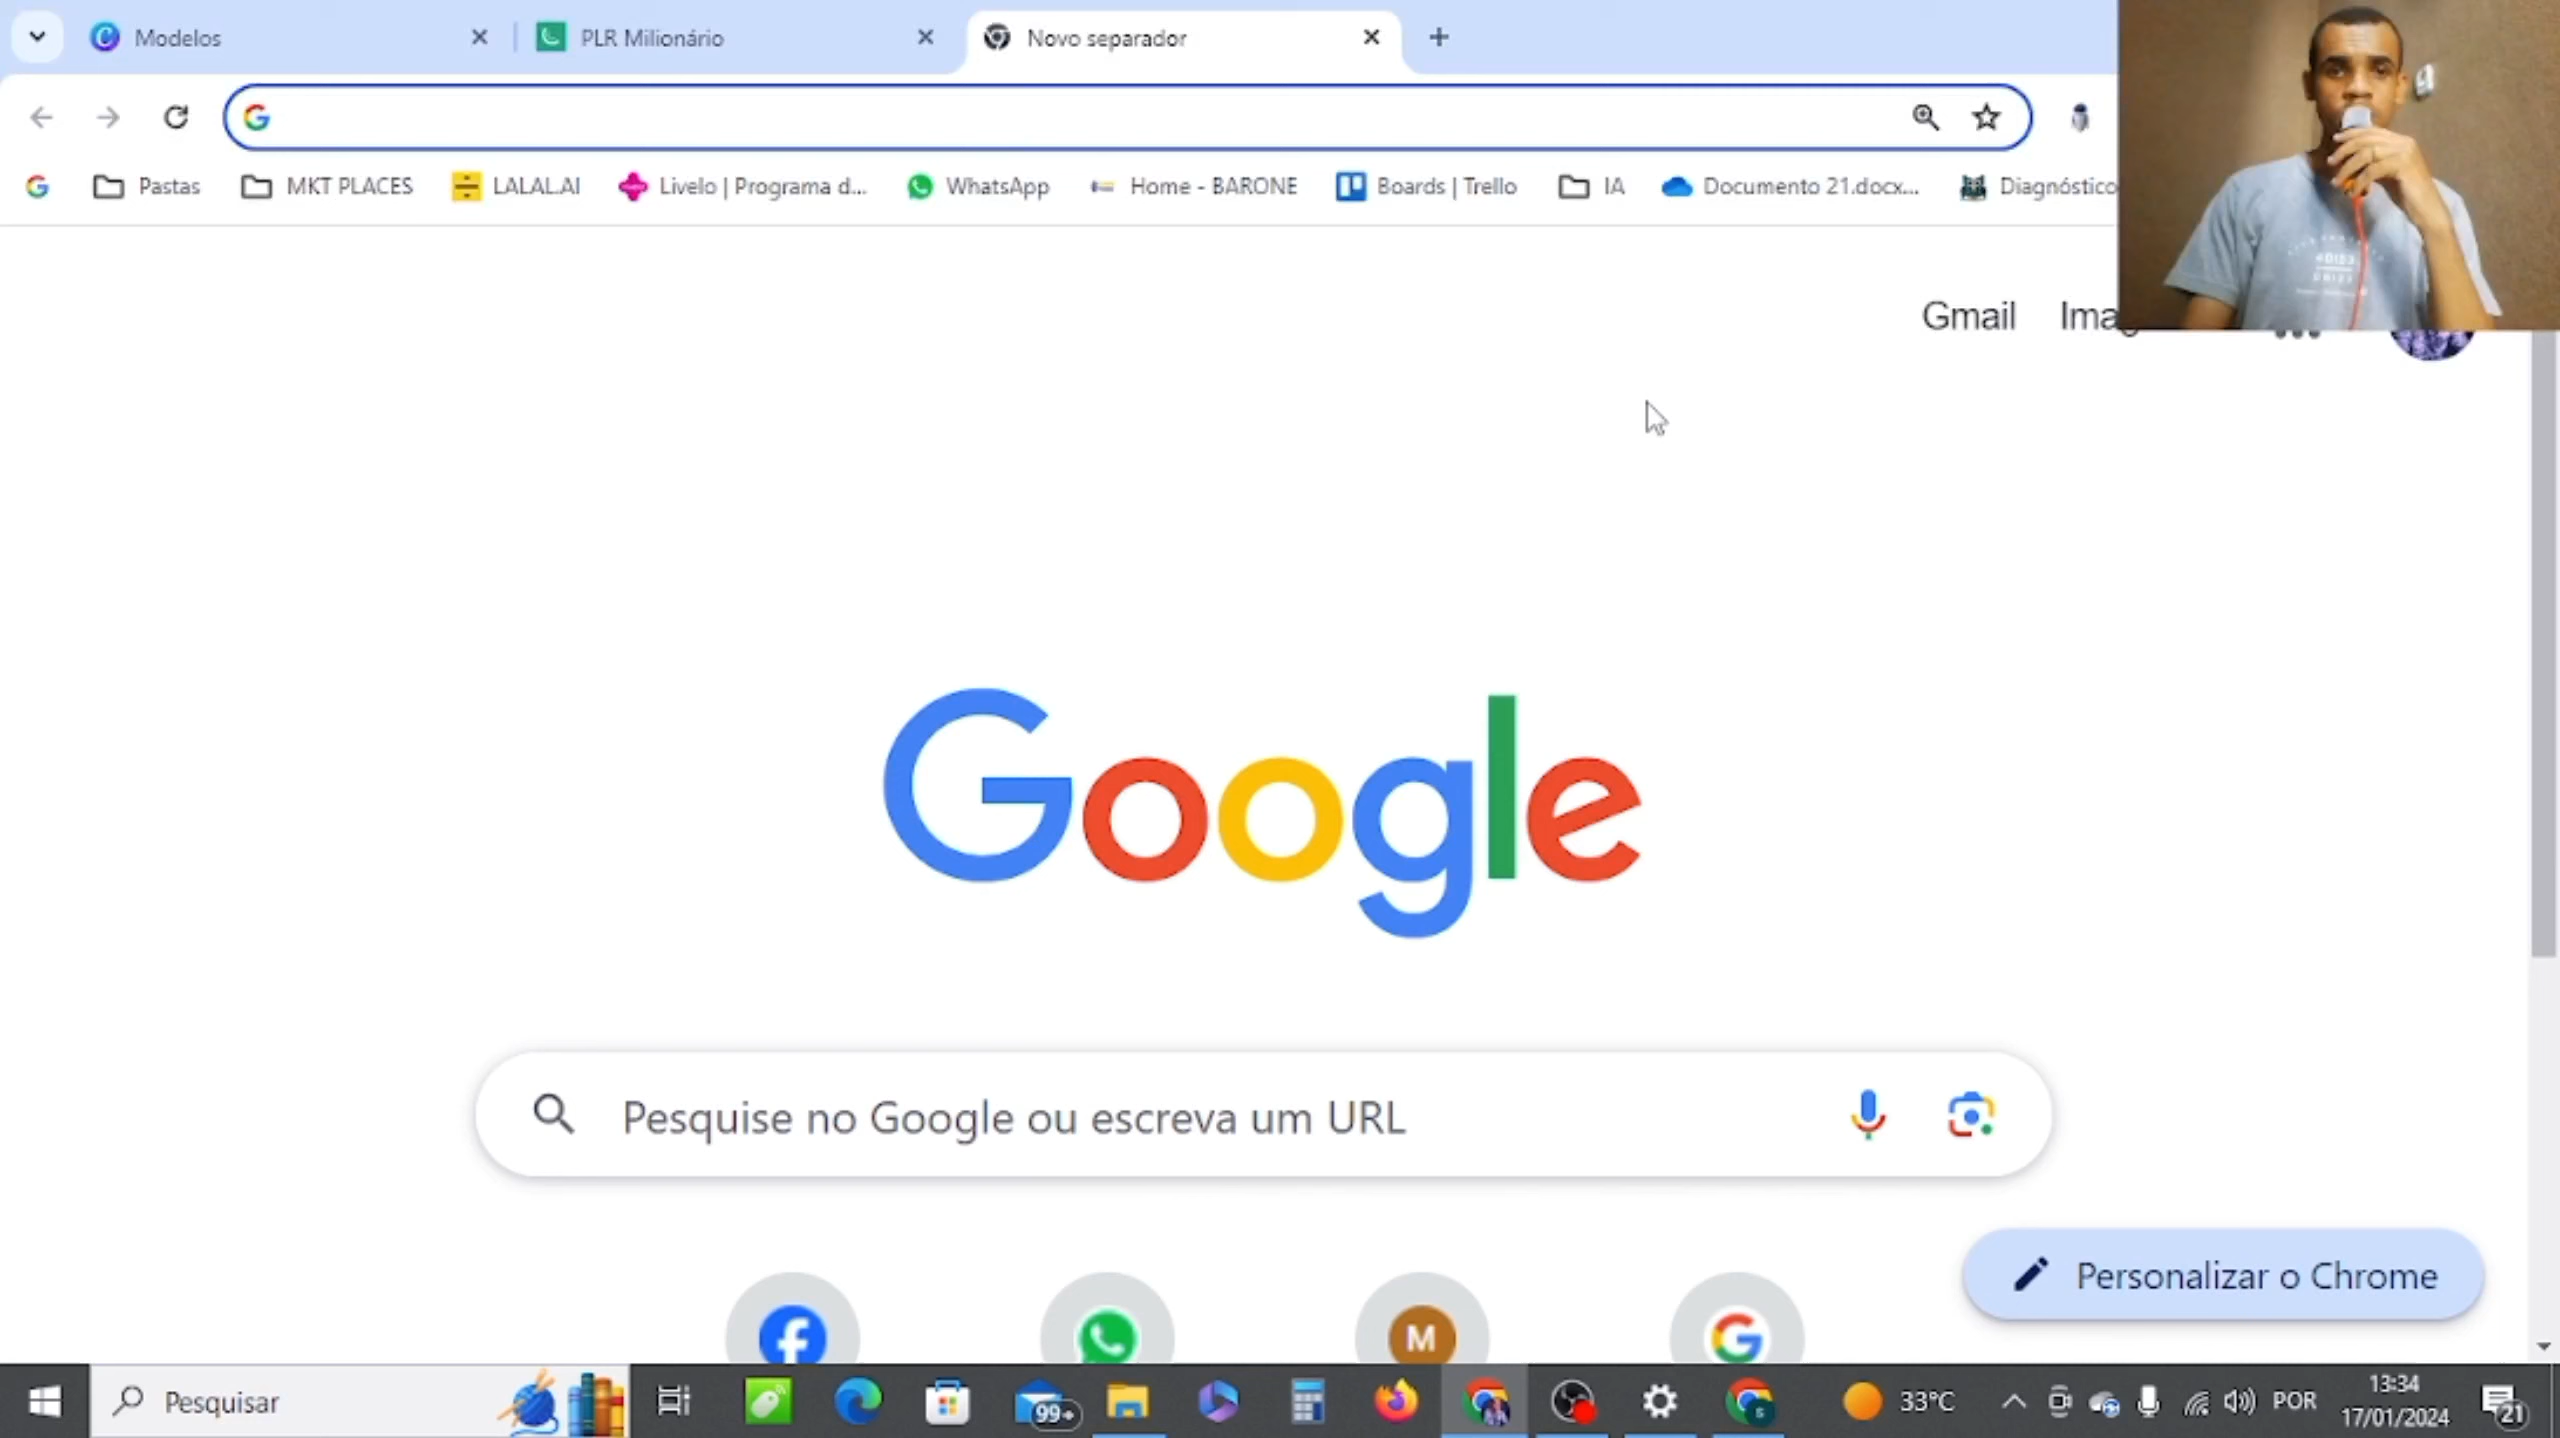 Modelos
PLR Milionário
Novo separador
Pastas
MKT PLACES
LALAL.AI
Livelo | Programa d...
WhatsApp
Home - BARONE
Boards | Trello
IA
Documento 21.docx...
Diagnóstico
Gmail
Google
Pesquise no Google ou escreva um URL
Personalizar o Chrome
M
Pesquisar
99+
33°C
POR
13:34
17/01/2024
21